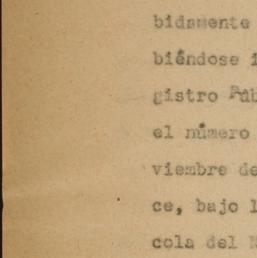 bidamente
biéndose i
gistro Púb
el número
viembre de
ce, bajo l
cola del N